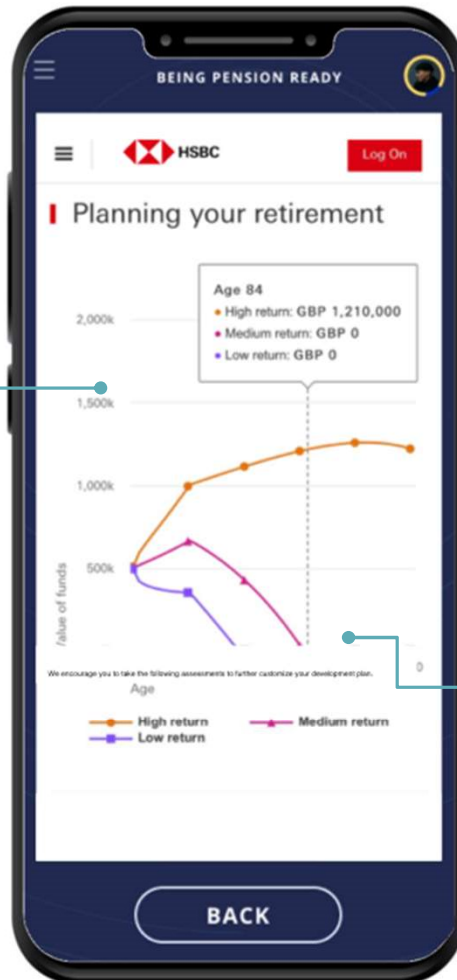 BEING PENSION READY
HSBC
Log On
Planning your retirement
Age 84
High return: GBP 1,210,000
Medium return: GBP 0
Low return: GBP 0
2,000k
1,500k
1,000k
500k
Value of funds
0
We encourage you to take the following assessments to further customize your development plan.
Age
High return
Medium return
Low return
BACK